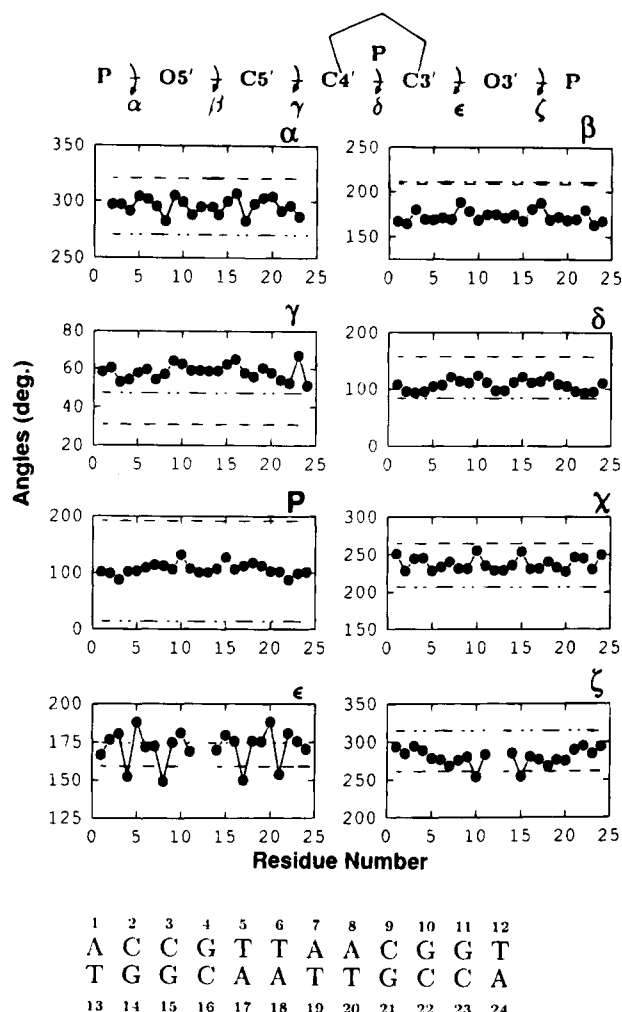 P
P O5′ C5′ C4′ C3′ O3′ P
α β γ δ ϵ ζ
α β
350 300 250
0 5 10 15 20 25
250 200 150
0 5 10 15 20 25
γ δ
80 60 40 20
0 5 10 15 20 25
200 100 0
0 5 10 15 20 25
Angles (deg.)
P χ
200 100 0
0 5 10 15 20 25
300 250 200 150
0 5 10 15 20 25
ϵ ζ
200 175 150 125
0 5 10 15 20 25
350 300 250 200
0 5 10 15 20 25
Residue Number
1 2 3 4 5 6 7 8 9 10 11 12
A C C G T T A A C G G T
T G G C A A T T G C C A
13 14 15 16 17 18 19 20 21 22 23 24